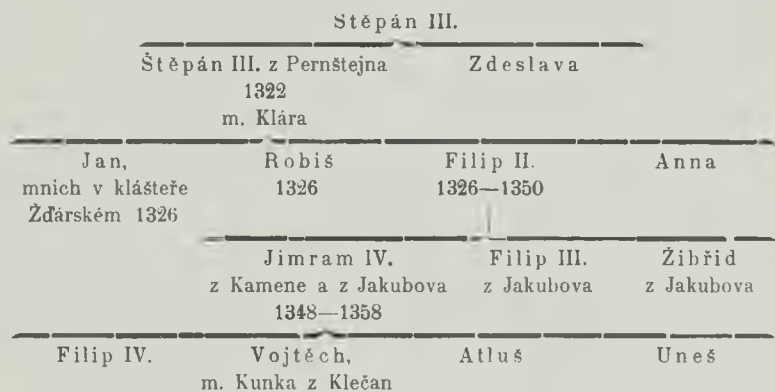 Stěpán III.
Štěpán III. z Pernštejna Zdeslava
1322
m. Klára
Jan, Robiš Filip II. Anna
mnich v klášteře 1326 1326—1350
Žďárském 1326
Jimram IV. Filip III. Žibřid
z Kamene a z Jakubova z Jakubova z Jakubova
1348—1358
Filip IV. Vojtěch, Atluš Uneš
m. Kunka z Klečan